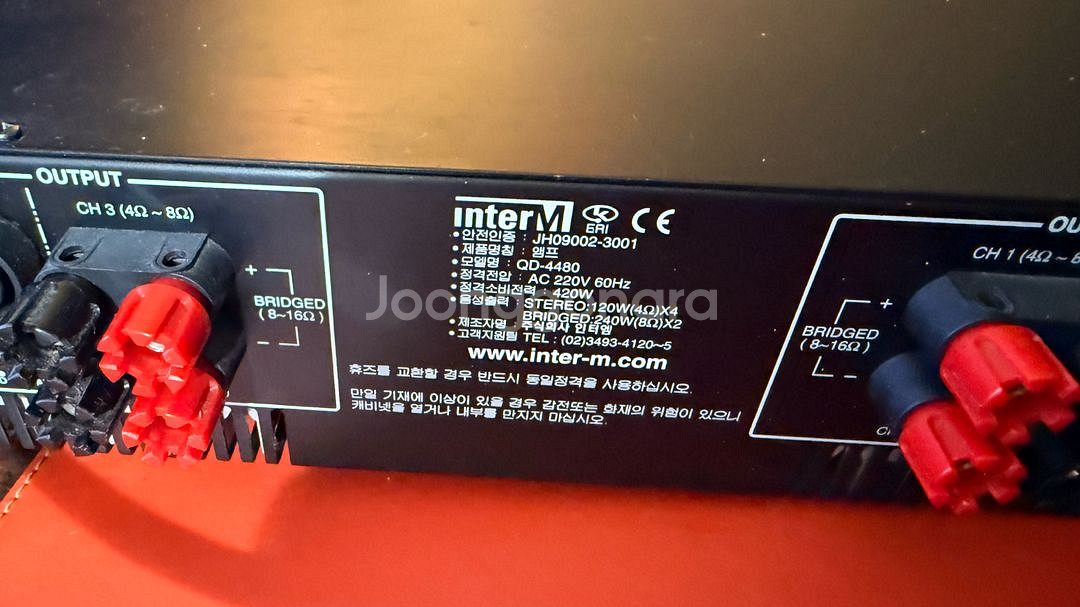 OUTPUT
CH 3 (4Ω ~ 8Ω)
+
BRIDGED
(8~16Ω)
−
interM ERI CE
• 안전인증 : JH09002-3001
• 제품명칭 : 앰프
• 모델명 : QD-4480
• 정격전압 : AC 220V 60Hz
• 정격소비전력 : 420W
• 음성출력 : STEREO:120W(4Ω)X4
BRIDGED:240W(8Ω)X2
• 제조자명 : 주식회사 인터엠
• 고객지원팀 TEL : (02)3493-4120~5
www.inter-m.com
휴즈를 교환할 경우 반드시 동일정격을 사용하십시오.
만일 기재에 이상이 있을 경우 감전또는 화재의 위험이 있으니
캐비넷을 열거나 내부를 만지지 마십시오.
CH 1 (4Ω ~ 8
+
BRIDGED
(8~16Ω)
−
Joonggonara